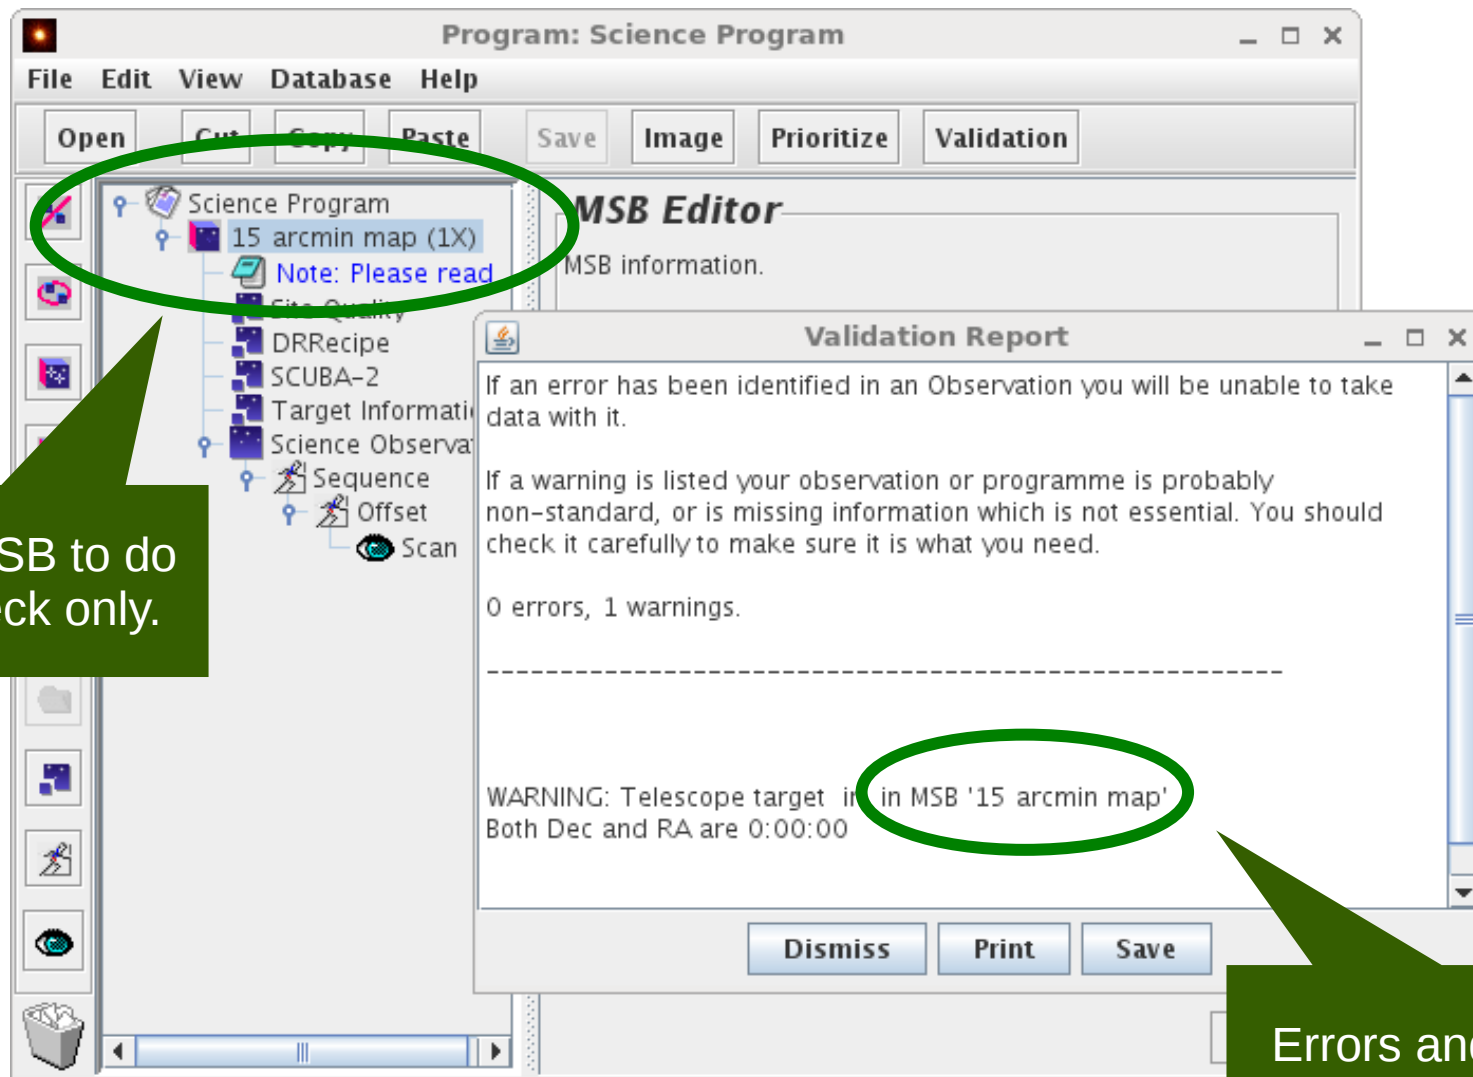 Program: Science Program
File Edit View Database Help
Open Cut Copy Paste Save Image Prioritize Validation
Science Program
15 arcmin map (1X)
Note: Please read
Site Quality
DRRecipe
SCUBA-2
Target Informati
Science Observa
Sequence
Offset
Scan
MSB Editor
MSB information.
SB to do
eck only.
Validation Report
If an error has been identified in an Observation you will be unable to take
data with it.
If a warning is listed your observation or programme is probably
non-standard, or is missing information which is not essential. You should
check it carefully to make sure it is what you need.
0 errors, 1 warnings.
------------------------------------------------------
WARNING: Telescope target in in MSB '15 arcmin map'
Both Dec and RA are 0:00:00
Dismiss Print Save
Errors and